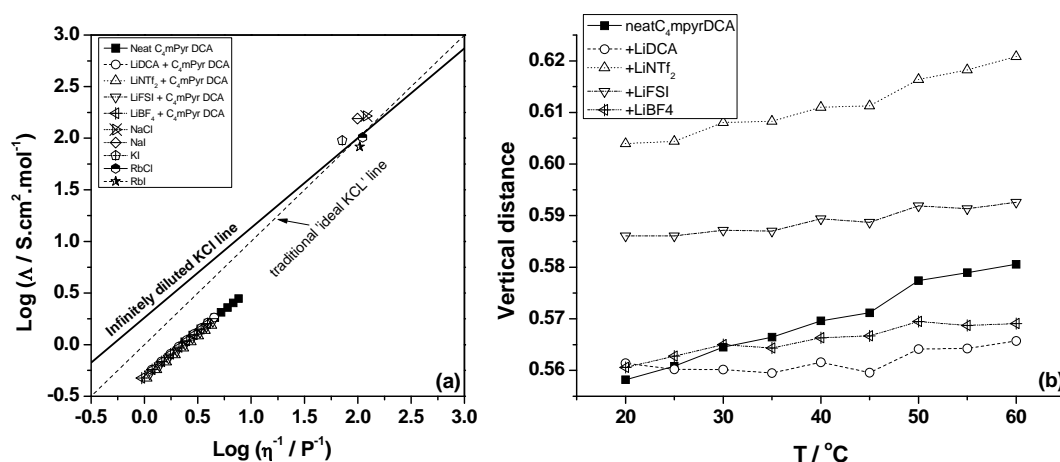 3.0
2.5
2.0
1.5
1.0
0.5
0.0
-0.5
-0.5 0.0 0.5 1.0 1.5 2.0 2.5 3.0
Log (Λ / S.cm².mol⁻¹)
Log (η⁻¹ / P⁻¹)
Neat C₄mPyr DCA
LiDCA + C₄mPyr DCA
LiNTf₂ + C₄mPyr DCA
LiFSI + C₄mPyr DCA
LiBF₄ + C₄mPyr DCA
NaCl
NaI
KI
RbCl
RbI
Infinitely diluted KCl line
traditional 'ideal KCL' line
(a)
neatC₄mpyrDCA
+LiDCA
+LiNTf₂
+LiFSI
+LiBF4
0.62
0.61
0.60
0.59
0.58
0.57
0.56
Vertical distance
20 30 40 50 60
T / °C
(b)